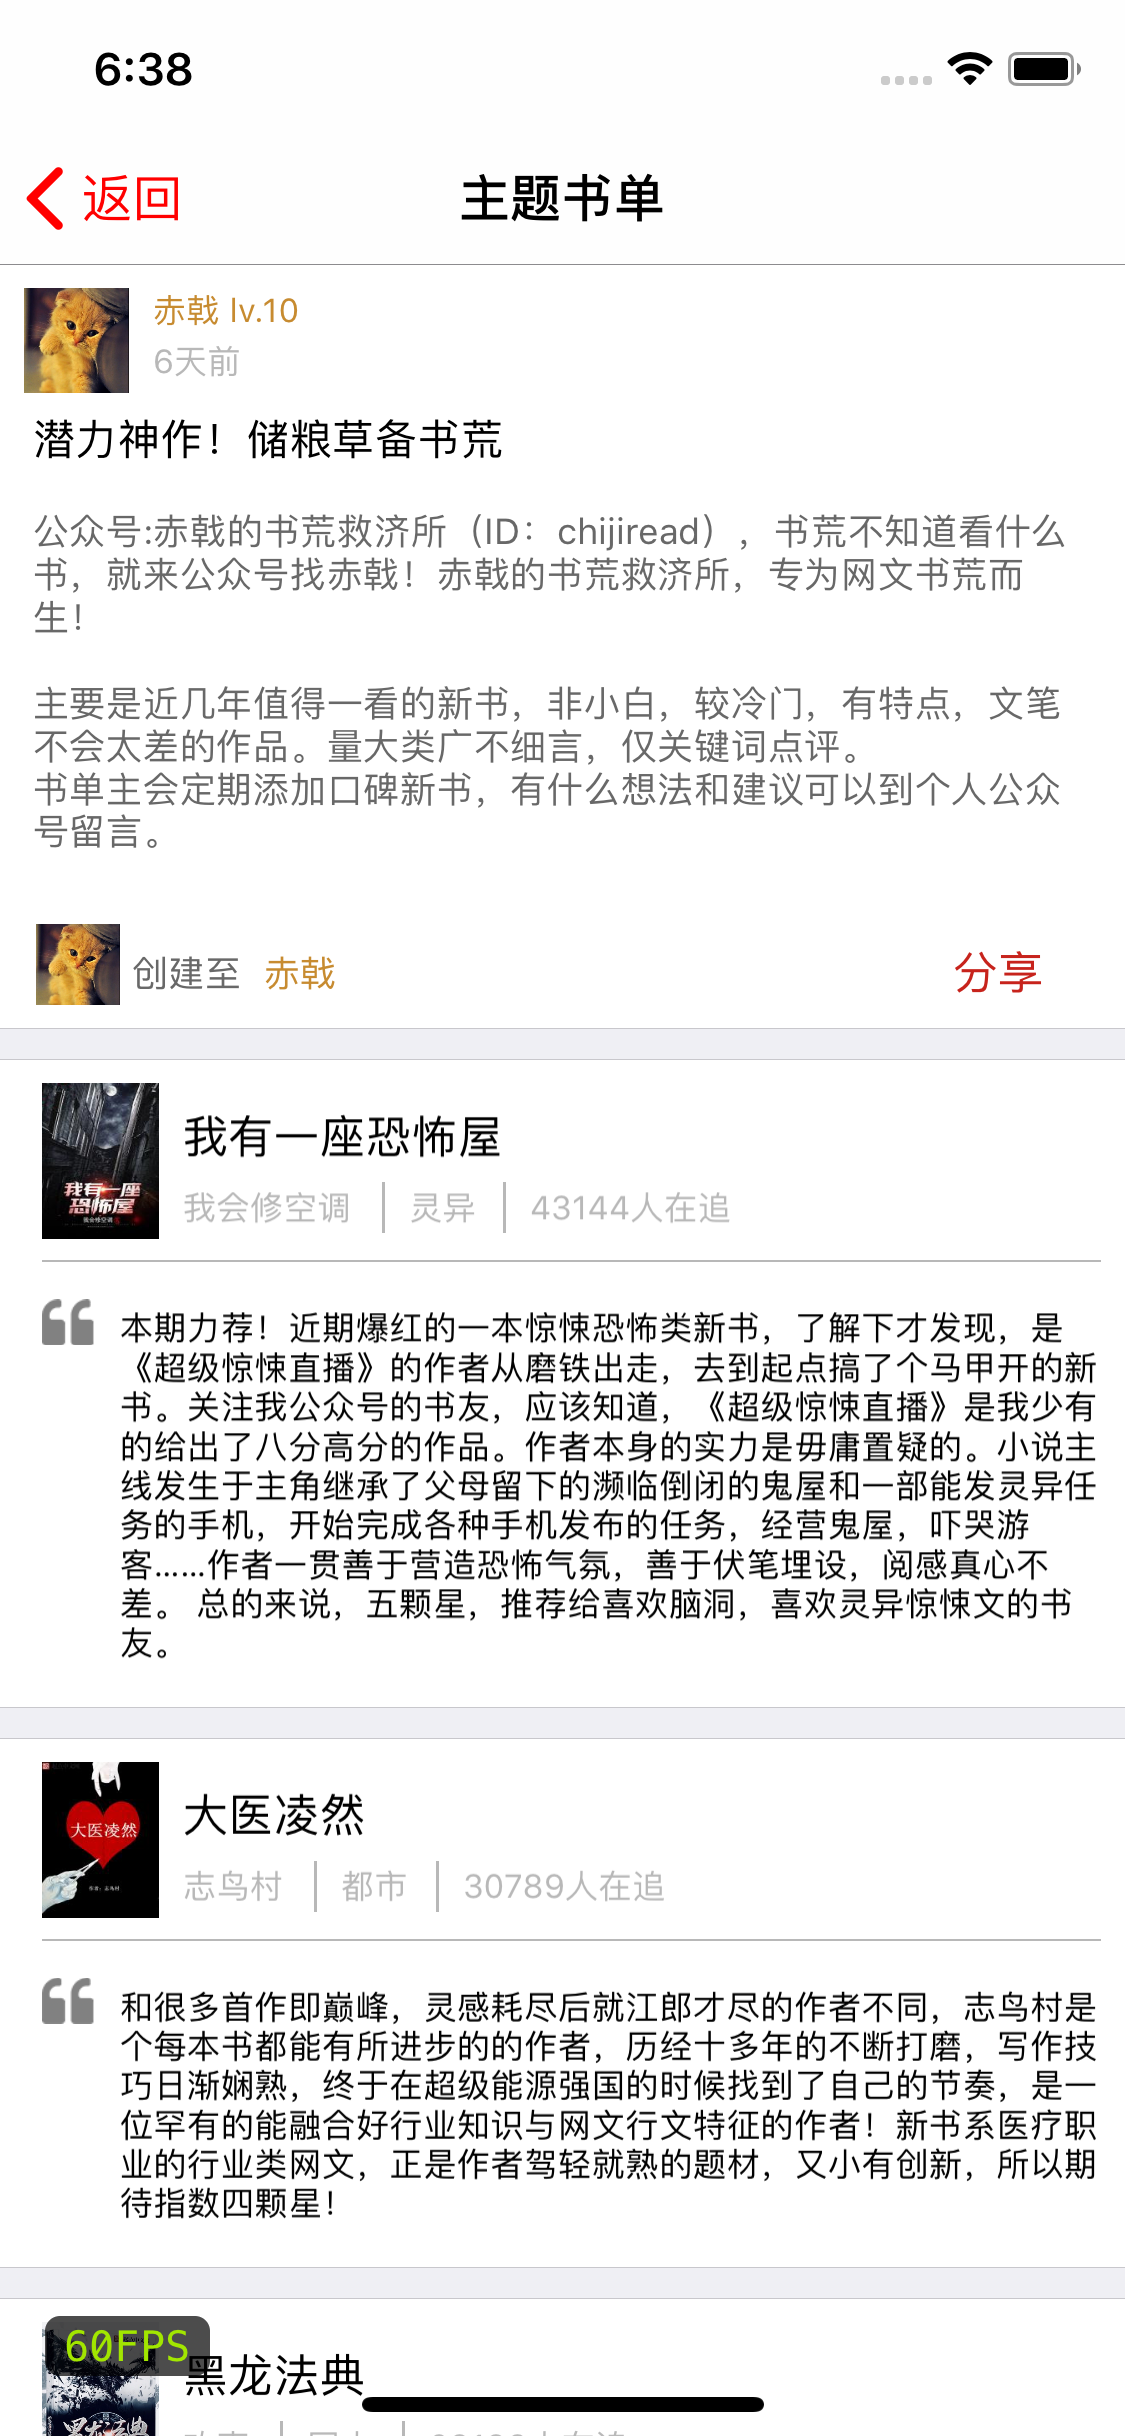 6:38
返回
主题书单
赤戟 lv.10
6天前
潜力神作！储粮草备书荒
公众号:赤戟的书荒救济所（ID：chijiread），书荒不知道看什么
书，就来公众号找赤戟！赤戟的书荒救济所，专为网文书荒而
生！
主要是近几年值得一看的新书，非小白，较冷门，有特点，文笔
不会太差的作品。量大类广不细言，仅关键词点评。
书单主会定期添加口碑新书，有什么想法和建议可以到个人公众
号留言。
创建至 赤戟
分享
我有一座
恐怖屋
我会修空调
我有一座恐怖屋
我会修空调 灵异 43144人在追
本期力荐！近期爆红的一本惊悚恐怖类新书，了解下才发现，是
《超级惊悚直播》的作者从磨铁出走，去到起点搞了个马甲开的新
书。关注我公众号的书友，应该知道，《超级惊悚直播》是我少有
的给出了八分高分的作品。作者本身的实力是毋庸置疑的。小说主
线发生于主角继承了父母留下的濒临倒闭的鬼屋和一部能发灵异任
务的手机，开始完成各种手机发布的任务，经营鬼屋，吓哭游
客……作者一贯善于营造恐怖气氛，善于伏笔埋设，阅感真心不
差。 总的来说，五颗星，推荐给喜欢脑洞，喜欢灵异惊悚文的书
友。
大医凌然
作者：志鸟村
大医凌然
志鸟村 都市 30789人在追
和很多首作即巅峰，灵感耗尽后就江郎才尽的作者不同，志鸟村是
个每本书都能有所进步的的作者，历经十多年的不断打磨，写作技
巧日渐娴熟，终于在超级能源强国的时候找到了自己的节奏，是一
位罕有的能融合好行业知识与网文行文特征的作者！新书系医疗职
业的行业类网文，正是作者驾轻就熟的题材，又小有创新，所以期
待指数四颗星！
60FPS
黑龙法典
黑龙法典